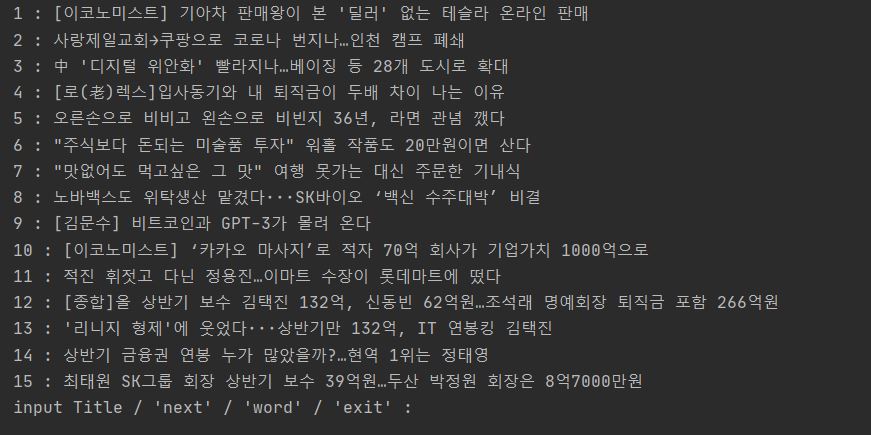 1 : [이코노미스트] 기아차 판매왕이 본 '딜러' 없는 테슬라 온라인 판매
2 : 사랑제일교회→쿠팡으로 코로나 번지나…인천 캠프 폐쇄
3 : 中 '디지털 위안화' 빨라지나…베이징 등 28개 도시로 확대
4 : [로(老)렉스]입사동기와 내 퇴직금이 두배 차이 나는 이유
5 : 오른손으로 비비고 왼손으로 비빈지 36년, 라면 관념 깼다
6 : "주식보다 돈되는 미술품 투자" 워홀 작품도 20만원이면 산다
7 : "맛없어도 먹고싶은 그 맛" 여행 못가는 대신 주문한 기내식
8 : 노바백스도 위탁생산 맡겼다···SK바이오 ‘백신 수주대박’ 비결
9 : [김문수] 비트코인과 GPT-3가 몰려 온다
10 : [이코노미스트] ‘카카오 마사지’로 적자 70억 회사가 기업가치 1000억으로
11 : 적진 휘젓고 다닌 정용진…이마트 수장이 롯데마트에 떴다
12 : [종합]올 상반기 보수 김택진 132억, 신동빈 62억원…조석래 명예회장 퇴직금 포함 266억원
13 : '리니지 형제'에 웃었다···상반기만 132억, IT 연봉킹 김택진
14 : 상반기 금융권 연봉 누가 많았을까?…현역 1위는 정태영
15 : 최태원 SK그룹 회장 상반기 보수 39억원…두산 박정원 회장은 8억7000만원
input Title / 'next' / 'word' / 'exit' :